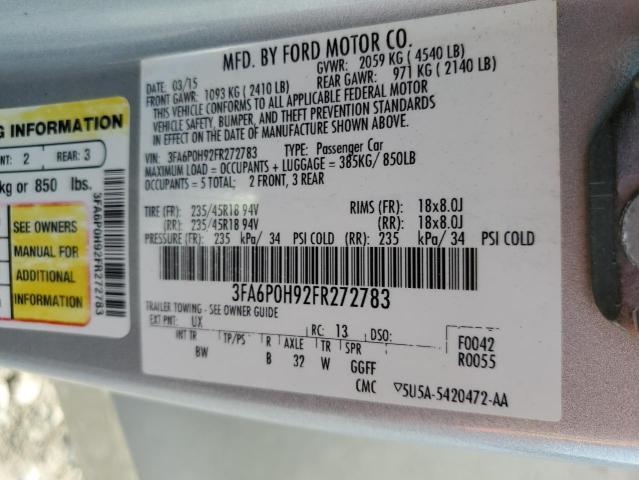 MFD. BY FORD MOTOR CO.
DATE: 03/15
GVWR: 2059 KG ( 4540 LB)
FRONT GAWR: 1093 KG ( 2410 LB)
REAR GAWR: 971 KG ( 2140 LB)
THIS VEHICLE CONFORMS TO ALL APPLICABLE FEDERAL MOTOR
VEHICLE SAFETY, BUMPER, AND THEFT PREVENTION STANDARDS
IN EFFECT ON THE DATE OF MANUFACTURE SHOWN ABOVE.
VIN: 3FA6P0H92FR272783 TYPE: Passenger Car
MAXIMUM LOAD = OCCUPANTS + LUGGAGE = 385KG/ 850LB
OCCUPANTS = 5 TOTAL: 2 FRONT, 3 REAR
TIRE (FR): 235/45R18 94V RIMS (FR): 18x8.0J
(RR): 235/45R18 94V (RR): 18x8.0J
PRESSURE (FR): 235 kPa/ 34 PSI COLD (RR): 235 kPa/ 34 PSI COLD
3FA6P0H92FR272783
TRAILER TOWING - SEE OWNER GUIDE
EXT PNT: UX RC: 13 DSO: F0042
R0055
INT TR TP/PS R AXLE TR SPR
BW B 32 W GGFF
CMC 5U5A-5420472-AA
G INFORMATION
NT: 2 REAR: 3
kg or 850 lbs.
SEE OWNERS
MANUAL FOR
ADDITIONAL
INFORMATION
3FA6P0H92FR272783